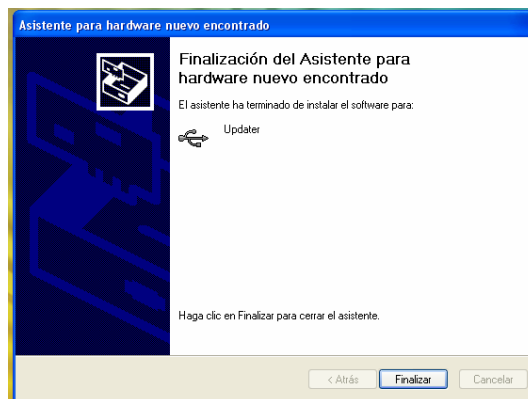 Asistente para hardware nuevo encontrado
Finalización del Asistente para
hardware nuevo encontrado
El asistente ha terminado de instalar el software para:
Updater
Haga clic en Finalizar para cerrar el asistente.
< Atrás
Finalizar
Cancelar